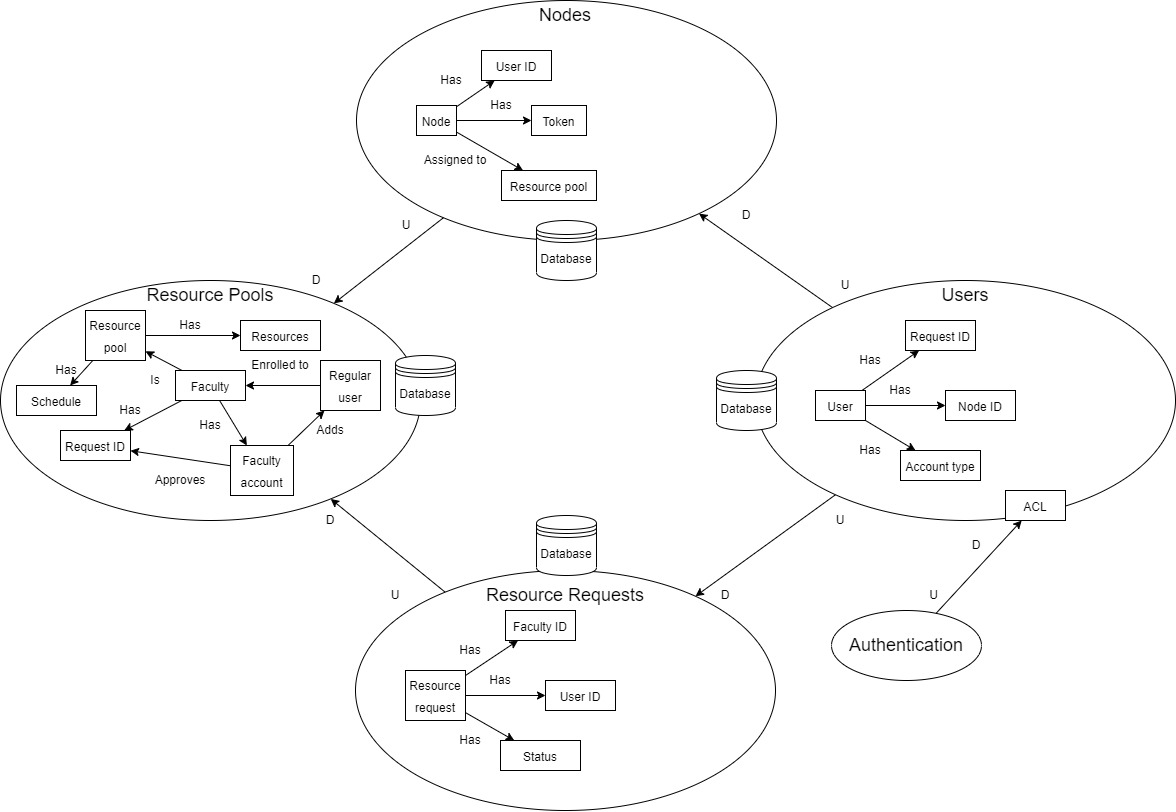 Nodes
User ID
Has
Has
Node
Token
Assigned to
Resource pool
Database
U
D
D
U
Resource Pools
Resource
pool
Has
Resources
Has
Is
Enrolled to
Faculty
Regular
user
Schedule
Has
Has
Adds
Request ID
Faculty
account
Approves
Database
D
U
Users
Request ID
Has
Has
User
Node ID
Has
Account type
Database
ACL
U
D
D
U
Authentication
Database
Resource Requests
Faculty ID
Has
Has
Resource
request
User ID
Has
Status